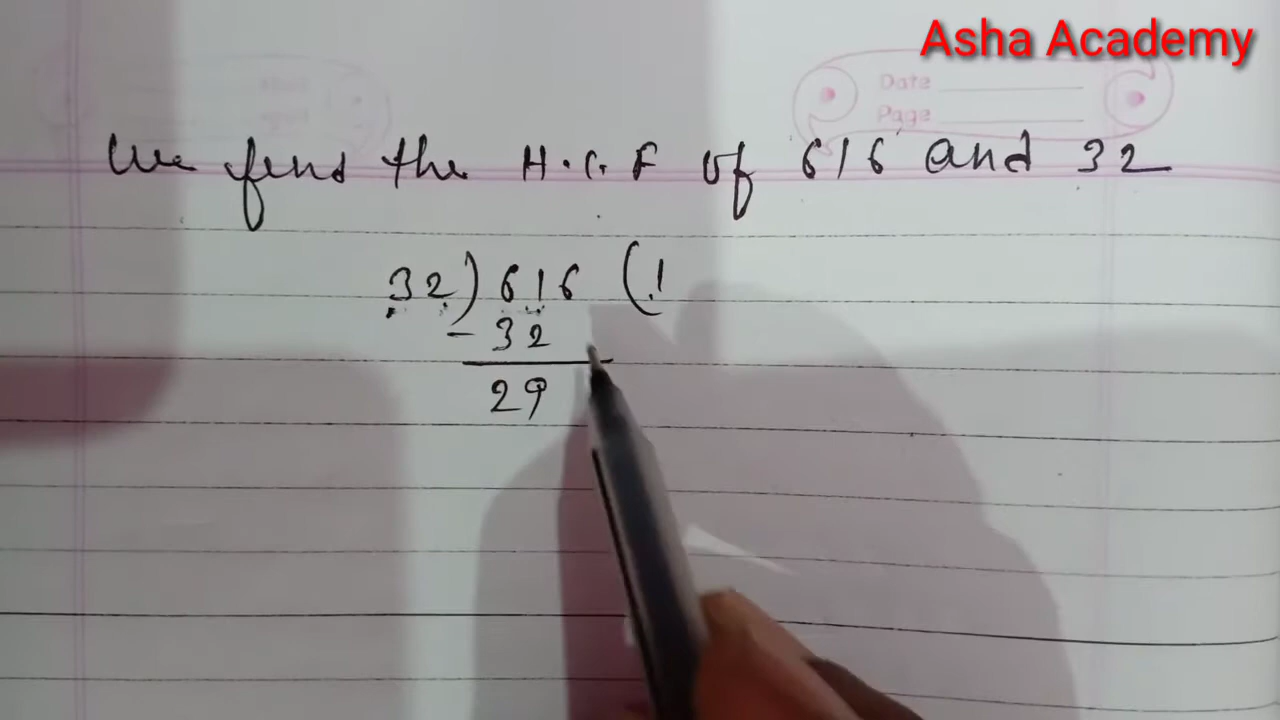 Asha Academy
Date
Page
We find the H.C.F of 616 and 32
32) 616 (1
- 32
29